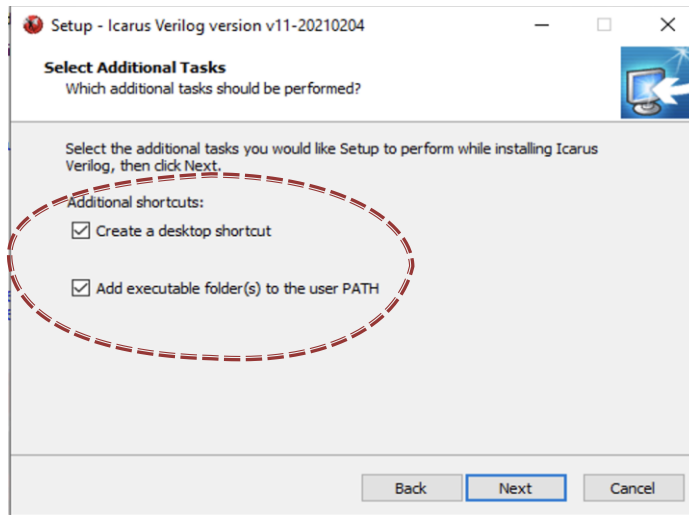 Setup - Icarus Verilog version v11-20210204
Select Additional Tasks
Which additional tasks should be performed?
Select the additional tasks you would like Setup to perform while installing Icarus
Verilog, then click Next.
Additional shortcuts:
Create a desktop shortcut
Add executable folder(s) to the user PATH
Back Next Cancel